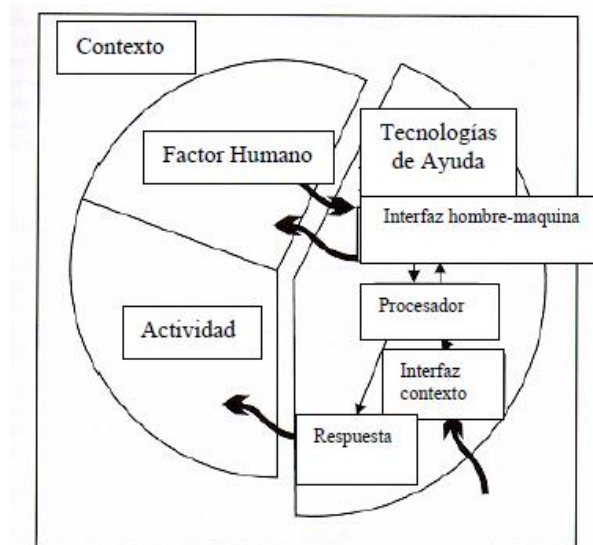 Contexto
Factor Humano
Tecnologías
de Ayuda
Interfaz hombre-maquina
Procesador
Actividad
Interfaz
contexto
Respuesta